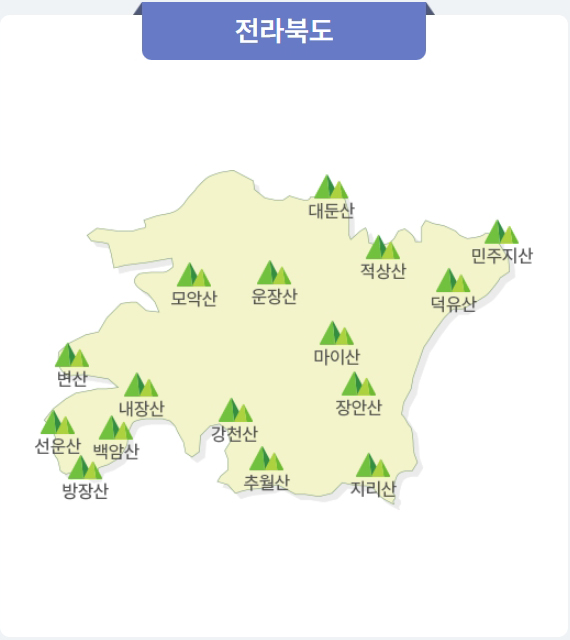 전라북도
대둔산
민주지산
적상산
모악산
운장산
덕유산
마이산
변산
내장산
장안산
선운산
백암산
강천산
방장산
추월산
지리산